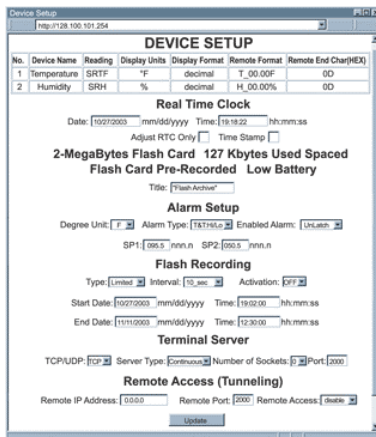 Device Setup
http://128.100.101.254
DEVICE SETUP
No. Device Name Reading Display Units Display Format Remote Format Remote End Char(HEX)
1 Temperature SRTF °F decimal T_00.00F 0D
2 Humidity SRH % decimal H_00.00% 0D
Real Time Clock
Date: 10/27/2003 mm/dd/yyyy Time: 19:18:22 hh:mm:ss
Adjust RTC Only Time Stamp
2-MegaBytes Flash Card 127 Kbytes Used Spaced
Flash Card Pre-Recorded Low Battery
Title: "Flash Archive"
Alarm Setup
Degree Unit: F Alarm Type: T&T:Hi/Lo Enabled Alarm: UnLatch
SP1: 095.5 nnn.n SP2: 050.5 nnn.n
Flash Recording
Type: Limited Interval: 10_sec Activation: OFF
Start Date: 10/27/2003 mm/dd/yyyy Time: 19:02:00 hh:mm:ss
End Date: 11/11/2003 mm/dd/yyyy Time: 12:30:00 hh:mm:ss
Terminal Server
TCP/UDP: TCP Server Type: Continuous Number of Sockets: 0 Port: 2000
Remote Access (Tunneling)
Remote IP Address: 0.0.0.0 Remote Port: 2000 Remote Access: disable
Update